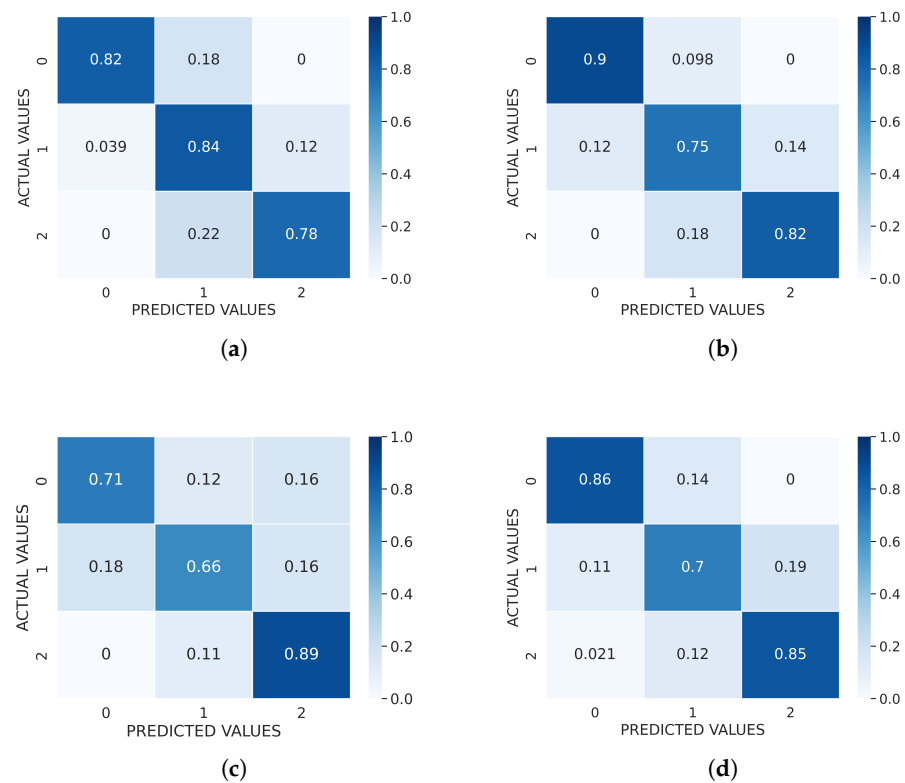 1.0
0 0.82 0.18 0
0.8
ACTUAL VALUES
0.6
1 0.039 0.84 0.12
0.4
2 0 0.22 0.78
0.2
0.0
0 1 2
PREDICTED VALUES
(a)
1.0
0 0.9 0.098 0
0.8
ACTUAL VALUES
0.6
1 0.12 0.75 0.14
0.4
2 0 0.18 0.82
0.2
0.0
0 1 2
PREDICTED VALUES
(b)
1.0
0 0.71 0.12 0.16
0.8
ACTUAL VALUES
0.6
1 0.18 0.66 0.16
0.4
2 0 0.11 0.89
0.2
0.0
0 1 2
PREDICTED VALUES
(c)
1.0
0 0.86 0.14 0
0.8
ACTUAL VALUES
0.6
1 0.11 0.7 0.19
0.4
2 0.021 0.12 0.85
0.2
0.0
0 1 2
PREDICTED VALUES
(d)